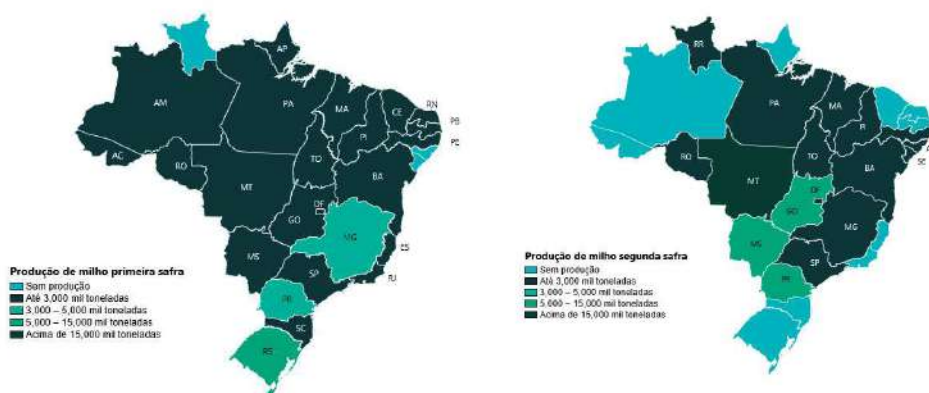 AP
AM
PA
MA
CE
RN
PB
PE
PI
AC
TO
RO
BA
MT
DF
GO
MG
ES
MS
SP
RJ
PR
SC
RS
Produção de milho primeira safra
Sem produção
Até 3,000 mil toneladas
3,000 – 5,000 mil toneladas
5,000 – 15,000 mil toneladas
Acima de 15,000 mil toneladas
RR
PA
MA
PI
TO
RO
SE
BA
MT
DF
GO
MG
MS
SP
PR
Produção de milho segunda safra
Sem produção
Até 3,000 mil toneladas
3,000 – 5,000 mil toneladas
5,000 – 15,000 mil toneladas
Acima de 15,000 mil toneladas